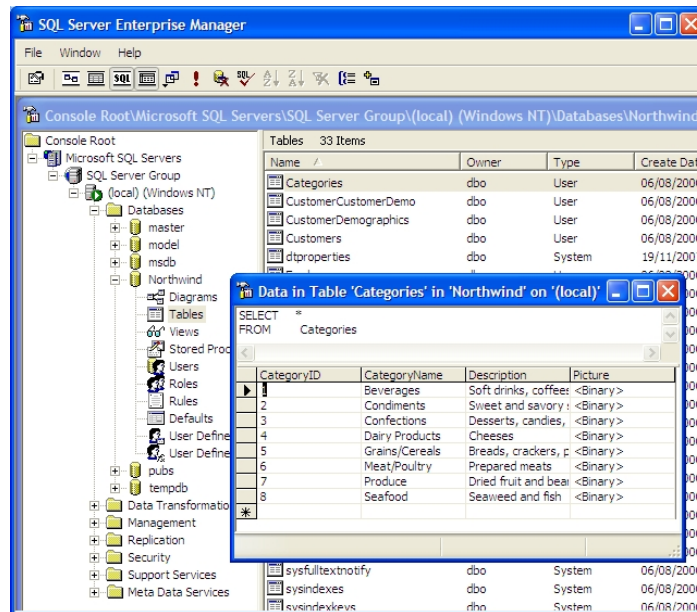 SQL Server Enterprise Manager
File Window Help
SQL SQL
Console Root\Microsoft SQL Servers\SQL Server Group\(local) (Windows NT)\Databases\Northwind
Console Root
Microsoft SQL Servers
SQL Server Group
(local) (Windows NT)
Databases
master
model
msdb
Northwind
Diagrams
Tables
Views
Stored Proc
Users
Roles
Rules
Defaults
User Define
User Define
pubs
tempdb
Data Transformatio
Management
Replication
Security
Support Services
Meta Data Services
Tables 33 Items
Name Owner Type Create Dat
Categories dbo User 06/08/200
CustomerCustomerDemo dbo User 06/08/200
CustomerDemographics dbo User 06/08/200
Customers dbo User 06/08/200
dtproperties dbo System 19/11/200
Data in Table 'Categories' in 'Northwind' on '(local)'
SELECT *
FROM Categories
CategoryID CategoryName Description Picture
1 Beverages Soft drinks, coffees <Binary>
2 Condiments Sweet and savory s <Binary>
3 Confections Desserts, candies, <Binary>
4 Dairy Products Cheeses <Binary>
5 Grains/Cereals Breads, crackers, p <Binary>
6 Meat/Poultry Prepared meats <Binary>
7 Produce Dried fruit and bean <Binary>
8 Seafood Seaweed and fish <Binary>
sysfulltextnotify dbo System 06/08/200
sysindexes dbo System 06/08/200
sysindexkeys dbo System 06/08/200